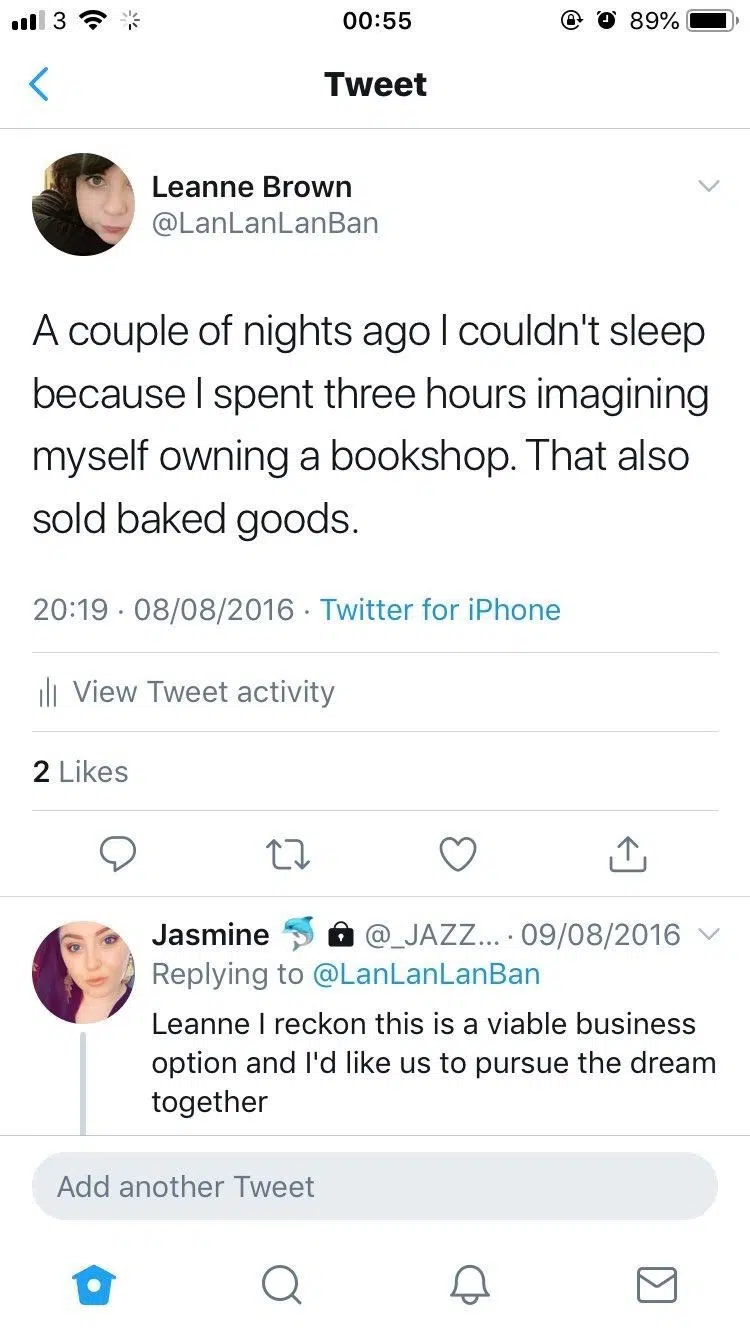 3 00:55 89%
Tweet
Leanne Brown
@LanLanLanBan
A couple of nights ago I couldn't sleep
because I spent three hours imagining
myself owning a bookshop. That also
sold baked goods.
20:19 · 08/08/2016 · Twitter for iPhone
View Tweet activity
2 Likes
Jasmine 🐬 🔒 @_JAZZ... · 09/08/2016
Replying to @LanLanLanBan
Leanne I reckon this is a viable business
option and I'd like us to pursue the dream
together
Add another Tweet